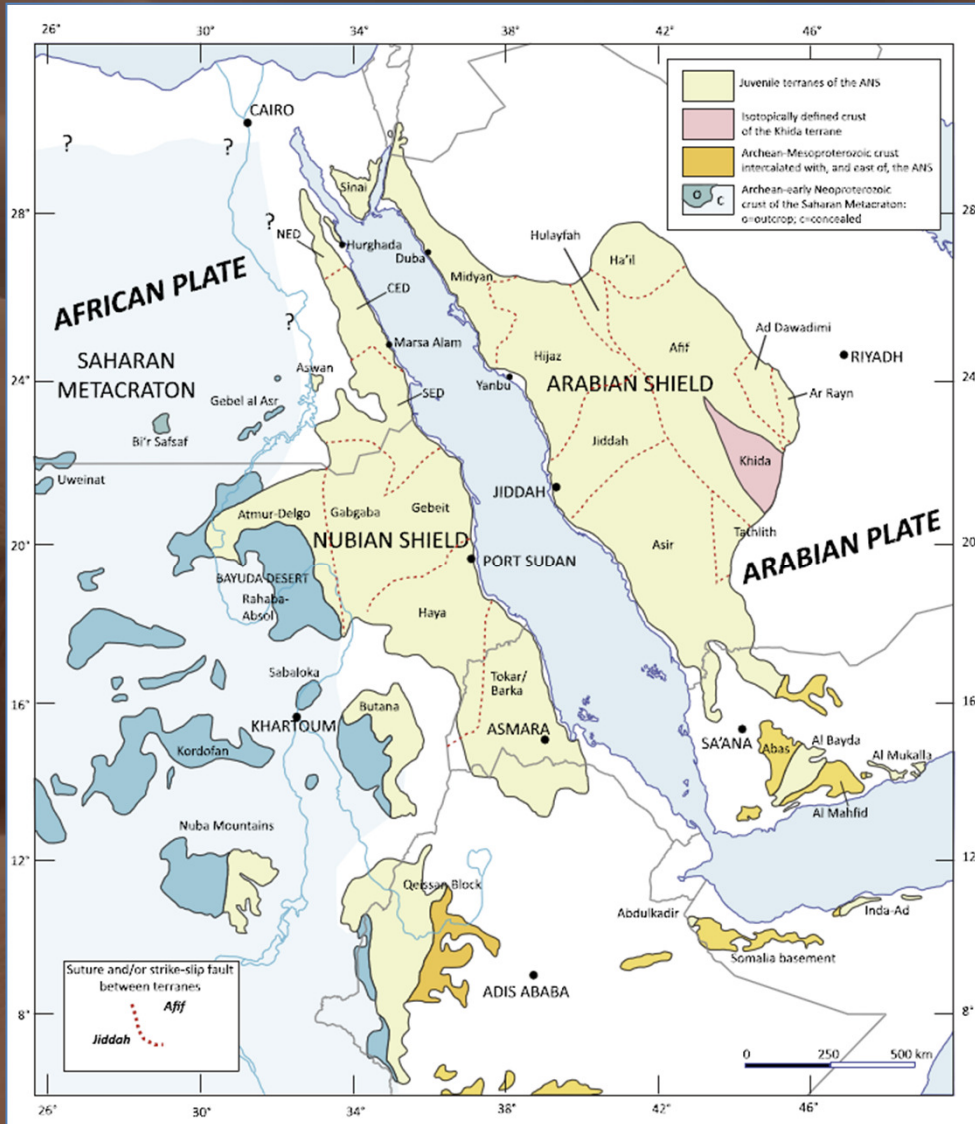 30°
34°
38°
42°
46°
Juvenile terranes of the ANS
Isotopically defined crust
of the Khida terrane
Archean-Mesoproterozoic crust
intercalated with, and east of, the ANS
O
C
Archean-early Neoproterozoic
crust of the Saharan Metacraton:
o=outcrop; c=concealed
CAIRO
?
?
Sinai
28°
28°
?
NED
Hurghada
Duba
Hulayfah
Ha'il
Midyan
AFRICAN PLATE
CED
?
Ad Dawadimi
Marsa Alam
Hijaz
Afif
RIYADH
SAHARAN
METACRATON
Aswan
Yanbu
ARABIAN SHIELD
24°
24°
SED
Ar Rayn
Gebel al Asr
Bi'r Safsaf
Jiddah
Khida
Uweinat
JIDDAH
Atmur-Delgo
Gabgaba
Gebeit
Tathlith
20°
NUBIAN SHIELD
Asir
ARABIAN PLATE
20°
PORT SUDAN
BAYUDA DESERT
Rahaba-
Absol
Haya
Sabaloka
Tokar/
Barka
16°
Butana
16°
KHARTOUM
ASMARA
SA'ANA
Kordofan
Abas
Al Bayda
Al Mukalla
Al Mahfid
Nuba Mountains
12°
12°
Qeissan Block
Abdulkadir
Inda-Ad
Somalia basement
Suture and/or strike-slip fault
between terranes
Afif
Jiddah
ADIS ABABA
8°
8°
0
250
500 km
26°
30°
34°
38°
42°
46°